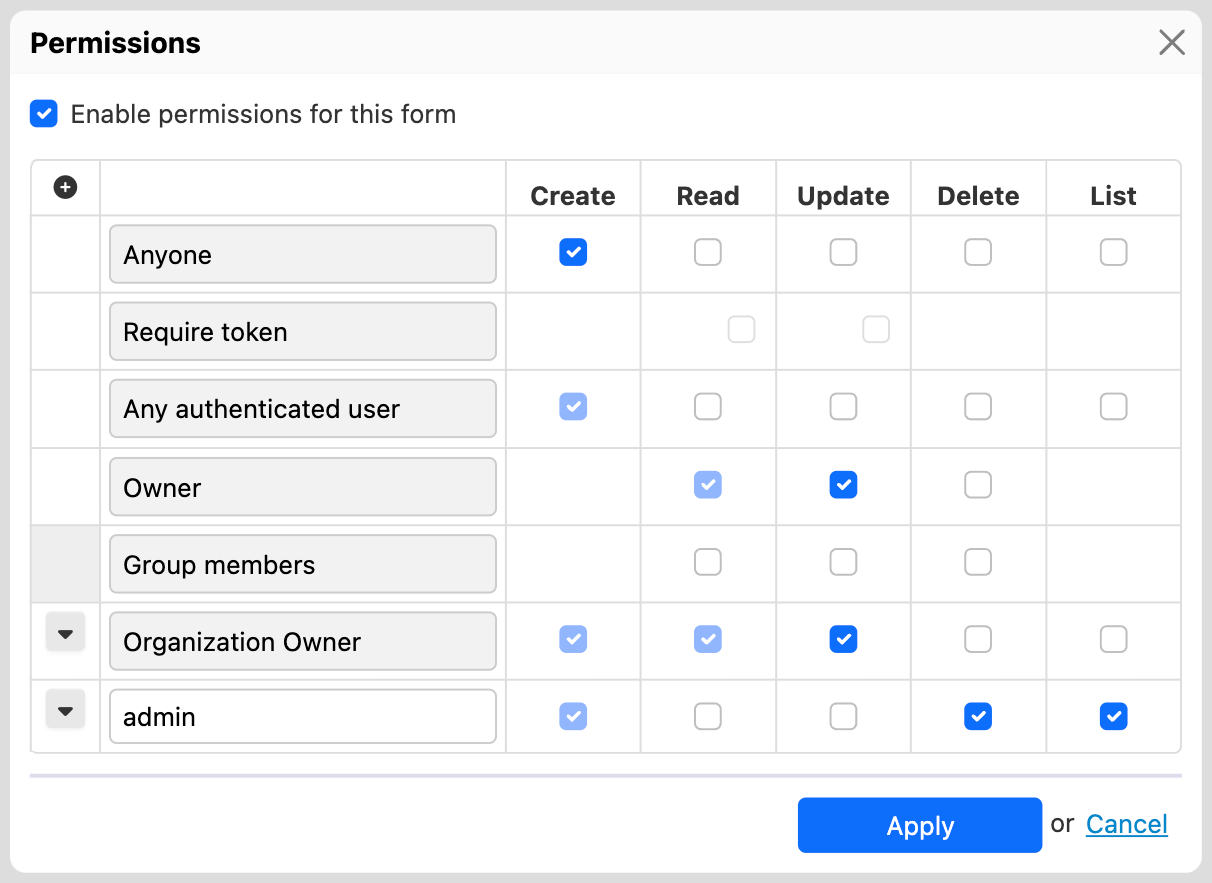 Permissions
Enable permissions for this form
Create Read Update Delete List
Anyone
Require token
Any authenticated user
Owner
Group members
Organization Owner
admin
Apply or Cancel